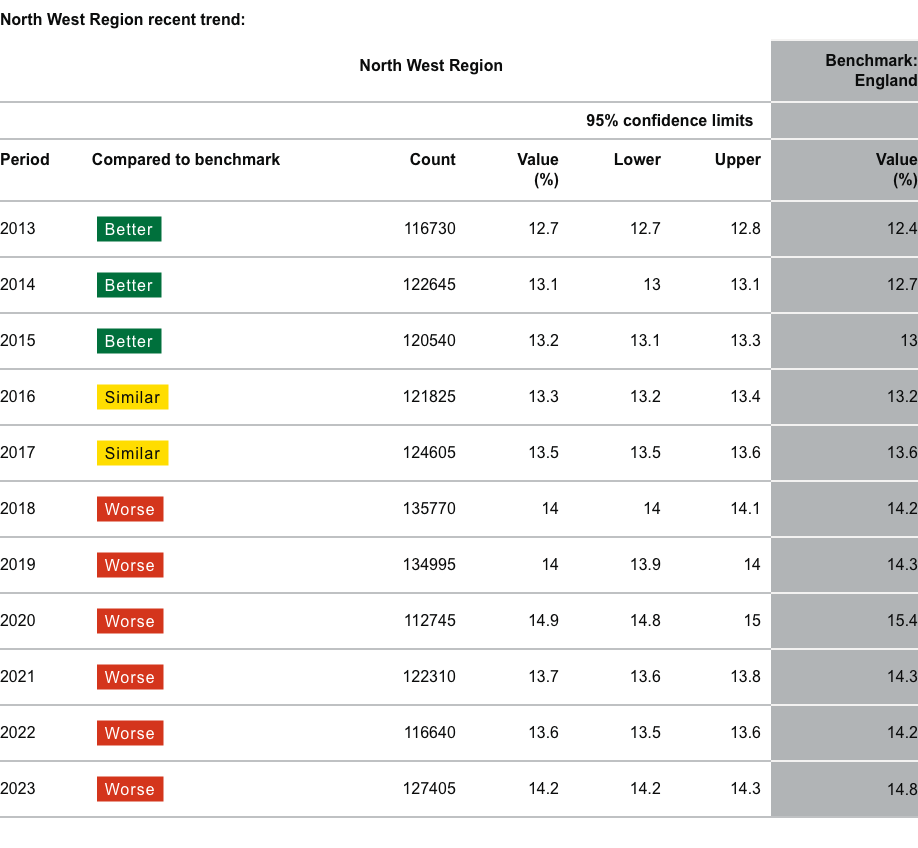 North West Region recent trend:
North West Region Benchmark: England
95% confidence limits
Period Compared to benchmark Count Value (%) Lower Upper Value (%)
2013 Better 116730 12.7 12.7 12.8 12.4
2014 Better 122645 13.1 13 13.1 12.7
2015 Better 120540 13.2 13.1 13.3 13
2016 Similar 121825 13.3 13.2 13.4 13.2
2017 Similar 124605 13.5 13.5 13.6 13.6
2018 Worse 135770 14 14 14.1 14.2
2019 Worse 134995 14 13.9 14 14.3
2020 Worse 112745 14.9 14.8 15 15.4
2021 Worse 122310 13.7 13.6 13.8 14.3
2022 Worse 116640 13.6 13.5 13.6 14.2
2023 Worse 127405 14.2 14.2 14.3 14.8